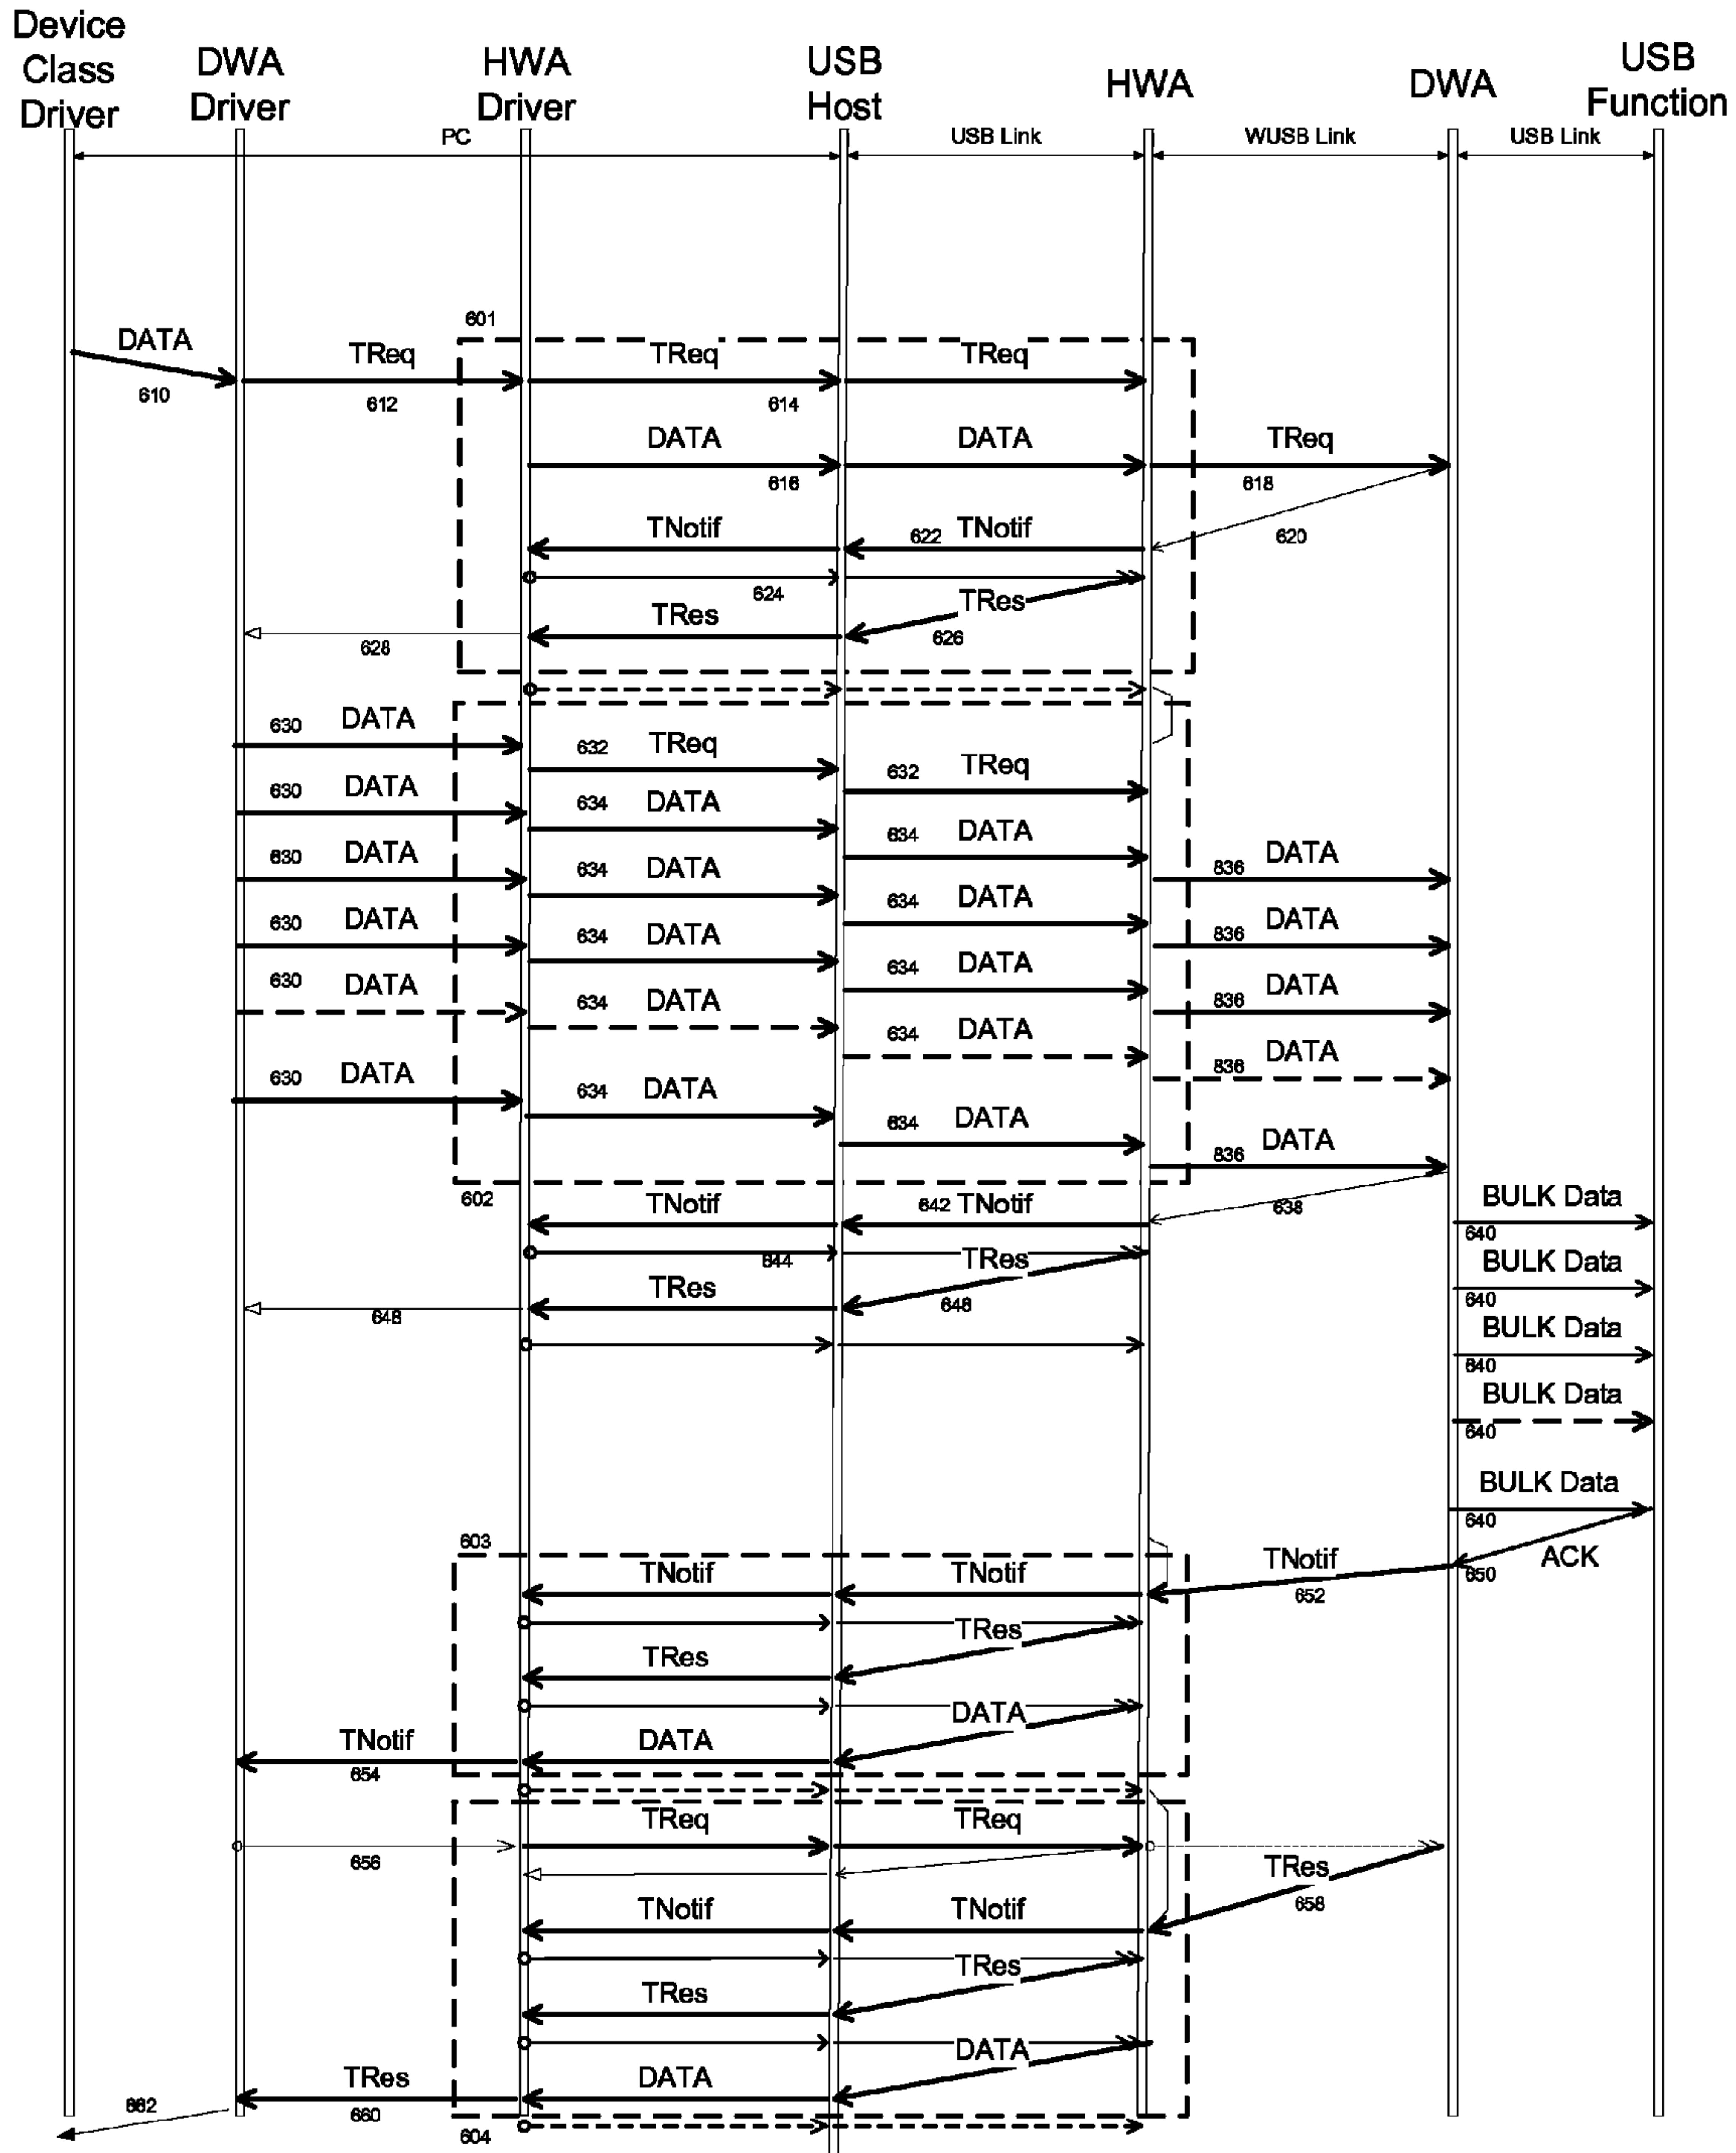 Device
Class
Driver
DWA
Driver
HWA
Driver
USB
Host
HWA
DWA
USB
Function
PC
USB Link
WUSB Link
USB Link
601
DATA
TReq
TReq
TReq
610
612
614
DATA
DATA
TReq
616
618
TNotif
622
TNotif
620
624
TRes
TRes
626
628
630
DATA
632
TReq
632
TReq
630
DATA
634
DATA
634
DATA
630
DATA
634
DATA
836
DATA
634
DATA
630
DATA
634
DATA
836
DATA
634
DATA
630
DATA
634
DATA
836
DATA
634
DATA
836
DATA
630
DATA
634
DATA
634
DATA
836
DATA
602
TNotif
642
TNotif
638
BULK Data
640
644
TRes
BULK Data
640
TRes
648
648
BULK Data
640
BULK Data
640
BULK Data
640
603
TNotif
TNotif
TNotif
652
650
ACK
TRes
TRes
DATA
TNotif
654
DATA
TReq
TReq
656
TRes
658
TNotif
TNotif
TRes
TRes
DATA
TRes
660
DATA
662
604